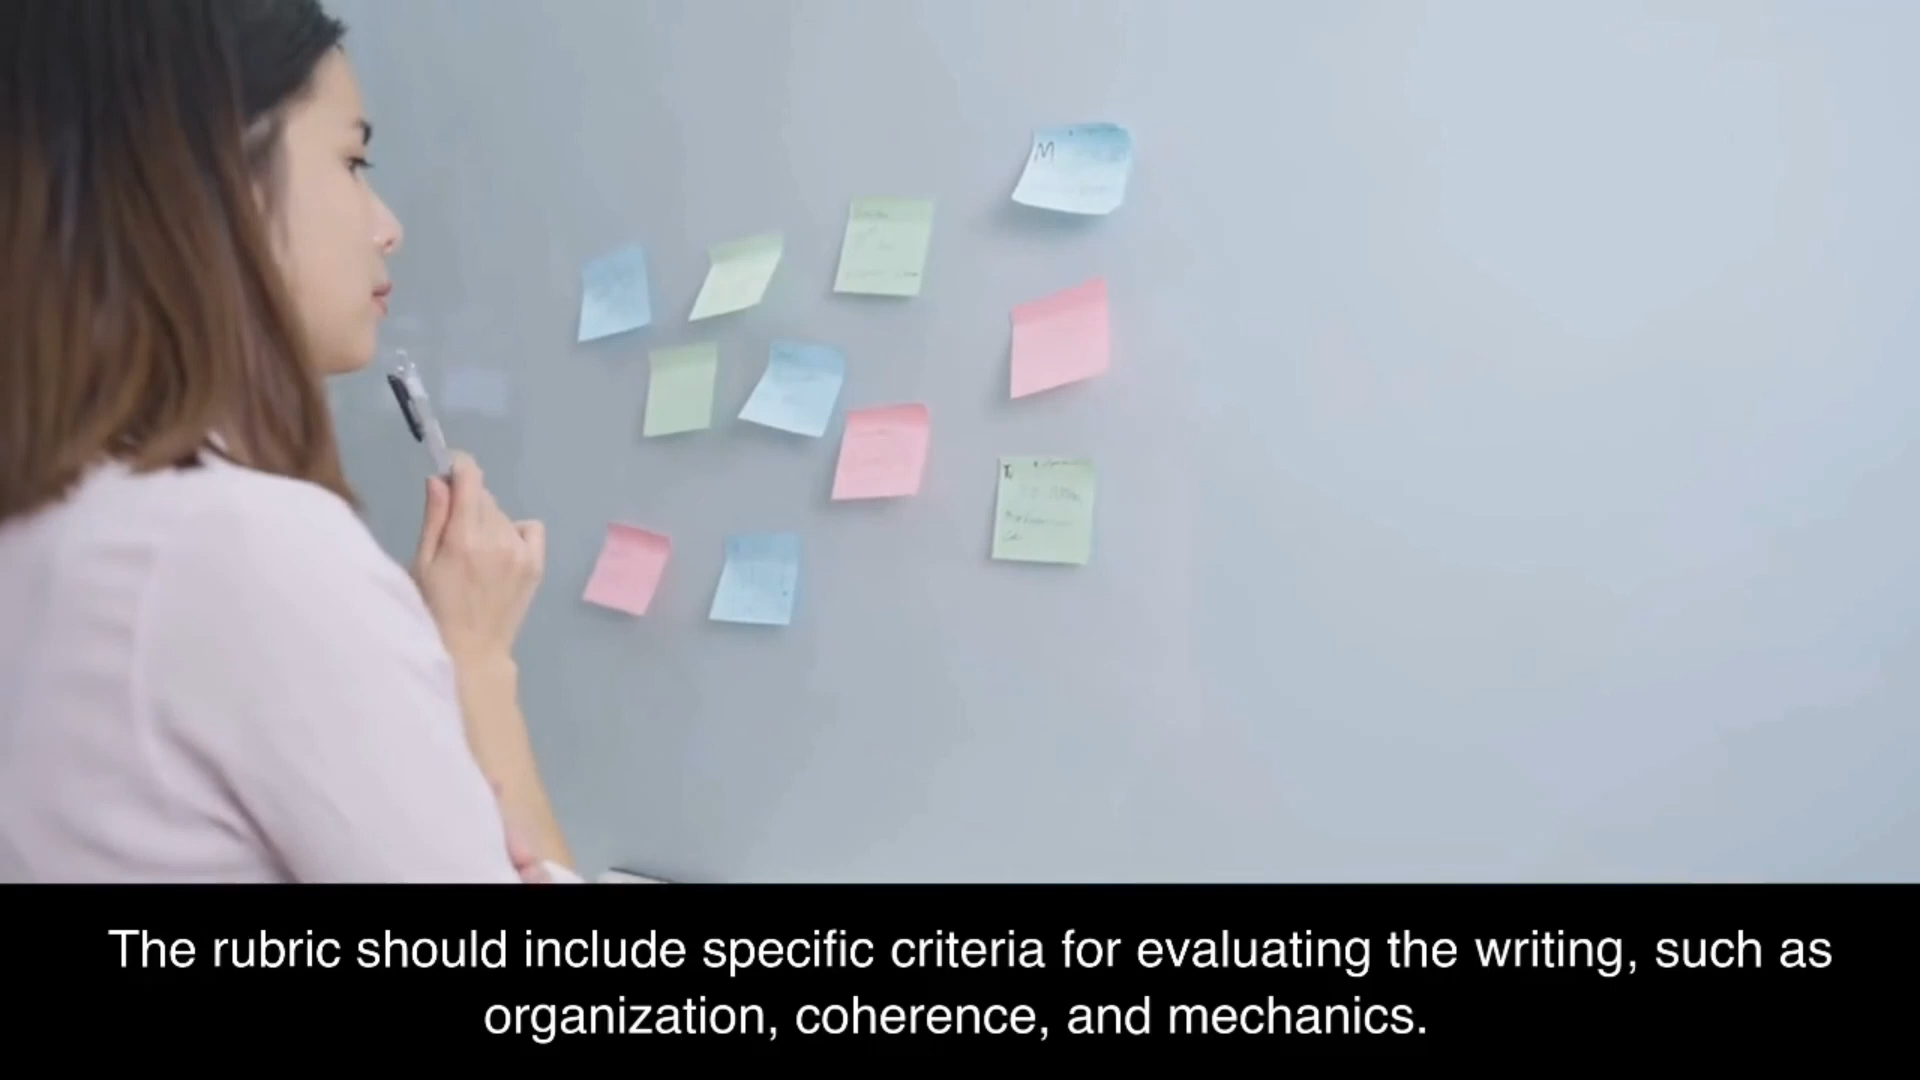 M
The rubric should include specific criteria for evaluating the writing, such as
organization, coherence, and mechanics.